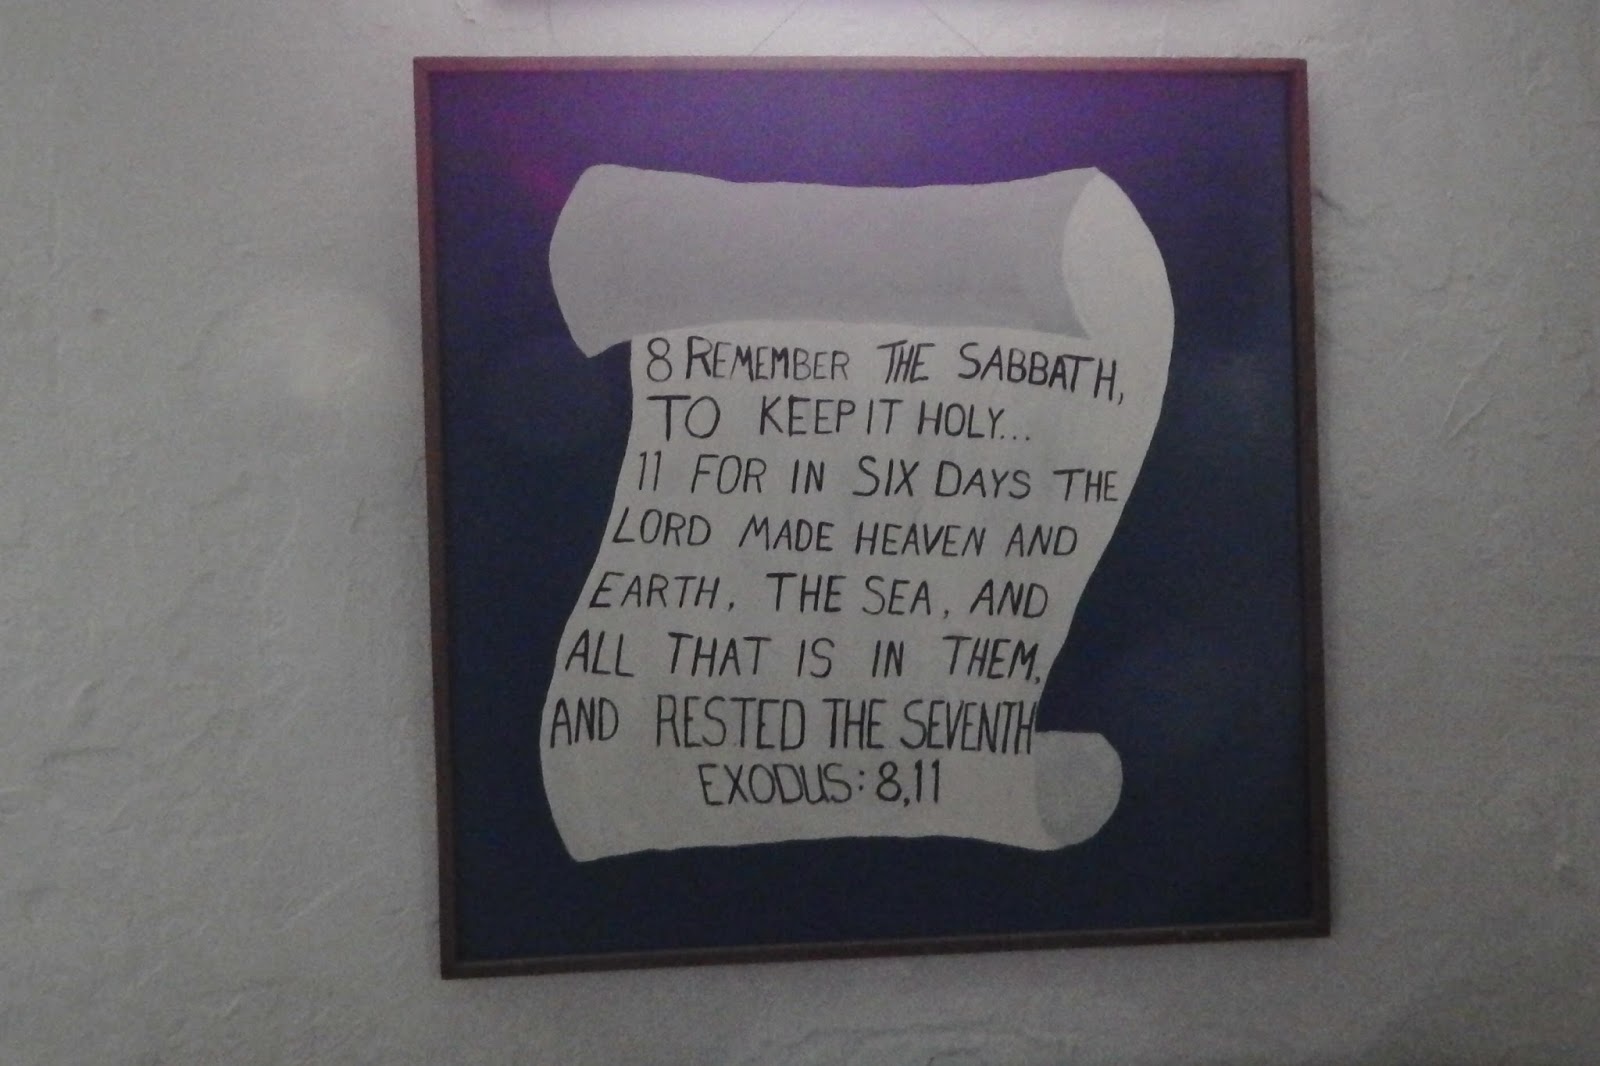 8 REMEMBER THE SABBATH,
TO KEEP IT HOLY...
11 FOR IN SIX DAYS THE
LORD MADE HEAVEN AND
EARTH, THE SEA, AND
ALL THAT IS IN THEM,
AND RESTED THE SEVENTH
EXODUS: 8,11